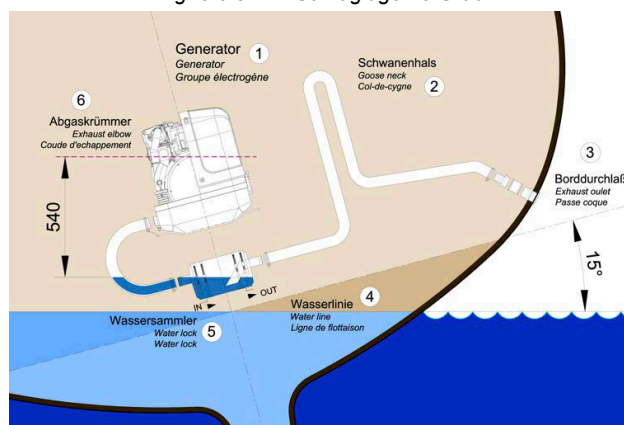 Generator
Generator
Groupe électrogène
1
Schwanenhals
Goose neck
Col-de-cygne
2
6
Abgaskrümmer
Exhaust elbow
Coude d'echappement
3
Borddurchlaß
Exhaust oulet
Passe coque
540
15°
IN
OUT
Wasserlinie
Water line
Ligne de flottaison
4
Wassersammler
Water lock
Water lock
5